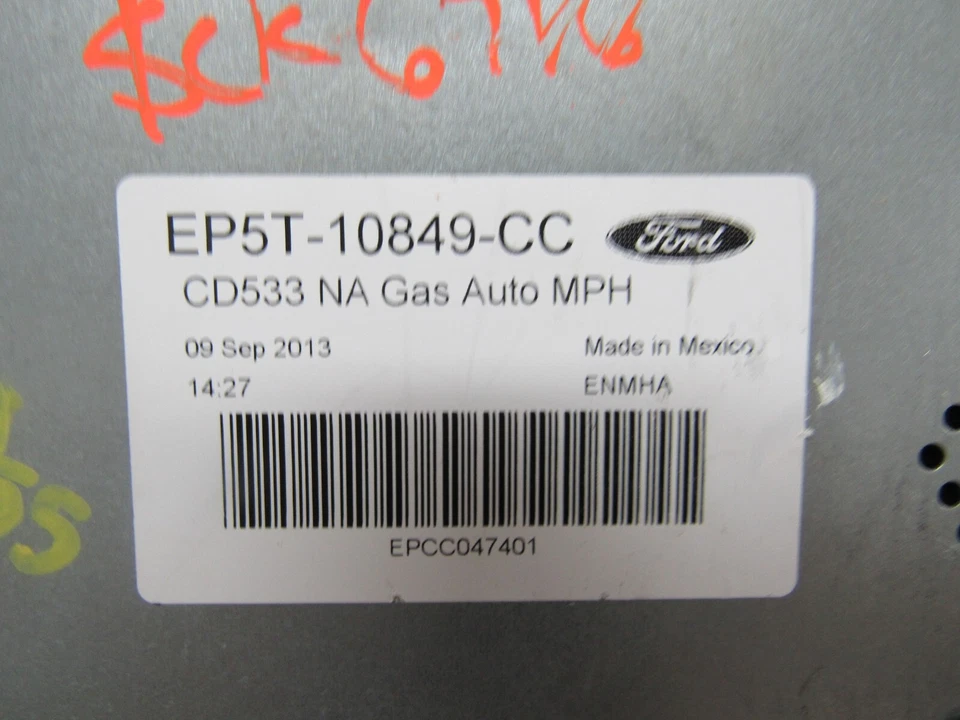 EP5T-10849-CC Ford
CD533 NA Gas Auto MPH
09 Sep 2013 Made in Mexico
14:27 ENMHA
EPCC047401